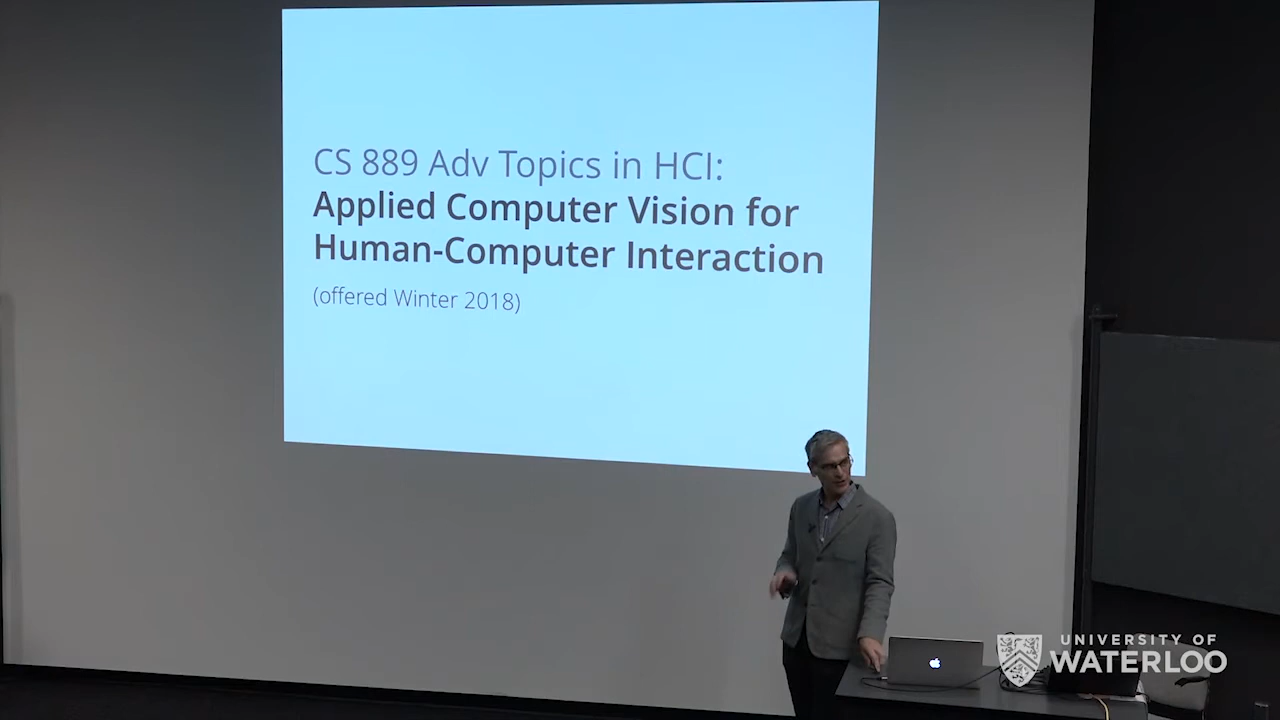 CS 889 Adv Topics in HCI:
Applied Computer Vision for
Human-Computer Interaction
(offered Winter 2018)
UNIVERSITY OF
WATERLOO